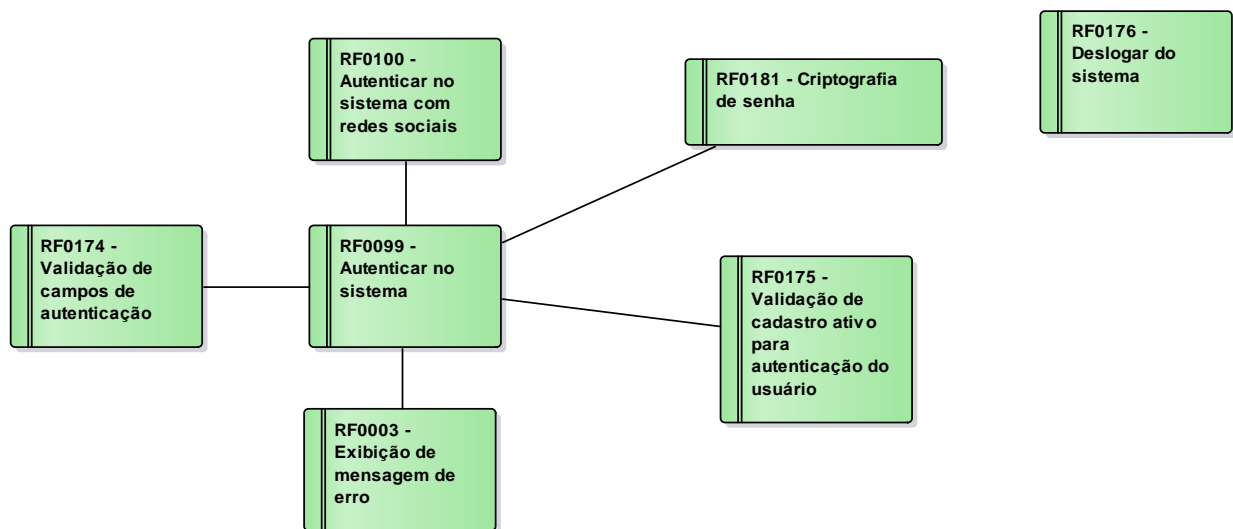 RF0176 -
Deslogar do
sistema
RF0100 -
Autenticar no
sistema com
redes sociais
RF0181 - Criptografia
de senha
RF0174 -
Validação de
campos de
autenticação
RF0099 -
Autenticar no
sistema
RF0175 -
Validação de
cadastro ativo
para
autenticação do
usuário
RF0003 -
Exibição de
mensagem de
erro